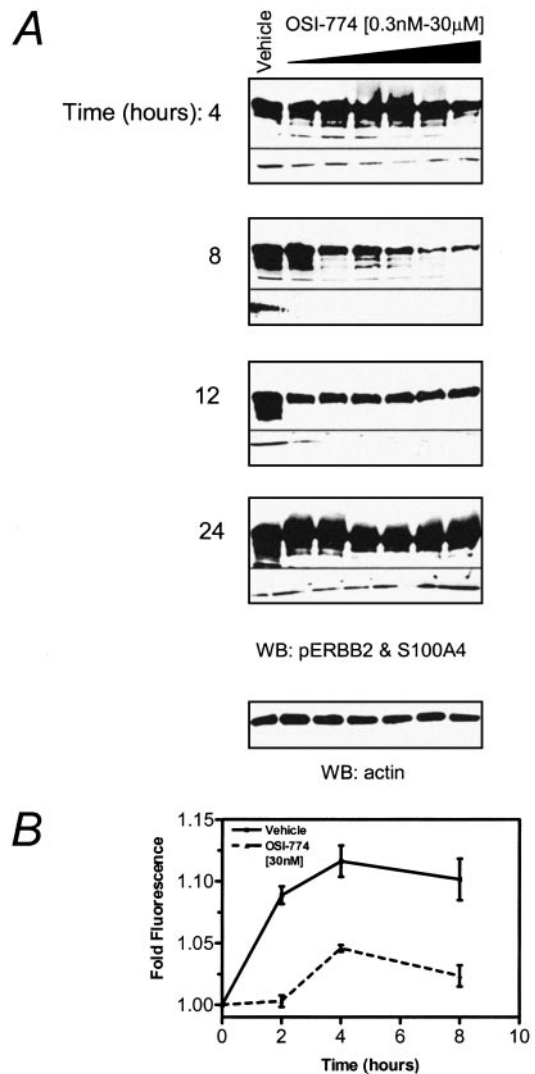 A
Vehicle
OSI-774 [0.3nM-30µM]
Time (hours): 4
8
12
24
WB: pERBB2 & S100A4
WB: actin
B
Vehicle
OSI-774
[30nM]
Fold Fluorescence
1.15
1.10
1.05
1.00
0 2 4 6 8 10
Time (hours)